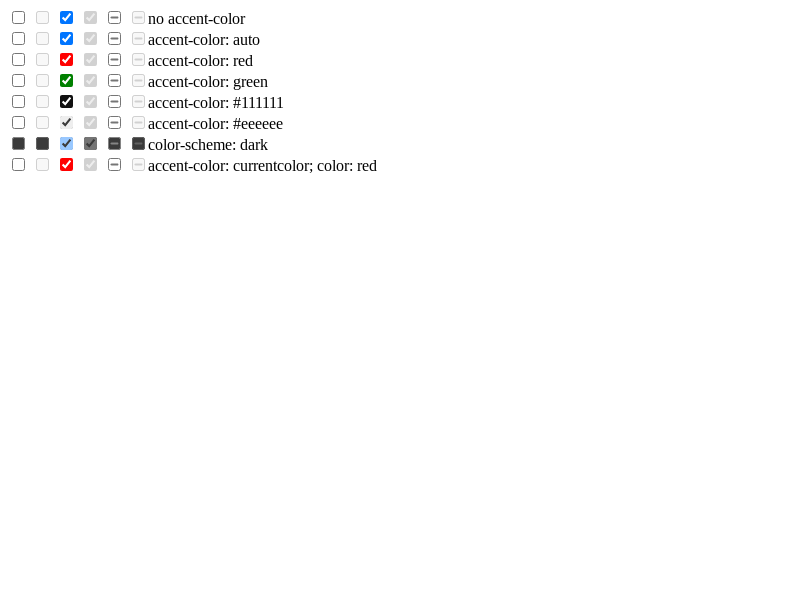 no accent-color
accent-color: auto
accent-color: red
accent-color: green
accent-color: #111111
accent-color: #eeeeee
color-scheme: dark
accent-color: currentcolor; color: red